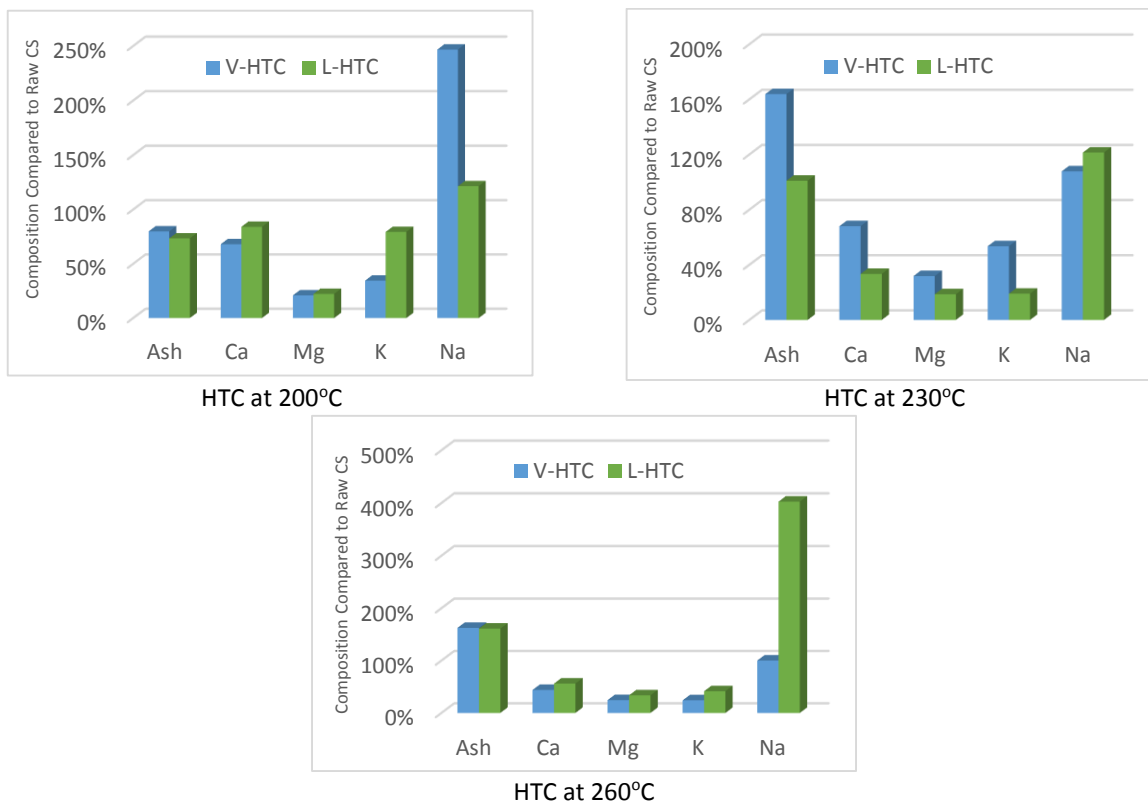 Composition Compared to Raw CS
250%
200%
150%
100%
50%
0%
V-HTC L-HTC
Ash Ca Mg K Na
HTC at 200°C
Composition Compared to Raw CS
200%
160%
120%
80%
40%
0%
V-HTC L-HTC
Ash Ca Mg K Na
HTC at 230°C
Composition Compared to Raw CS
500%
400%
300%
200%
100%
0%
V-HTC L-HTC
Ash Ca Mg K Na
HTC at 260°C